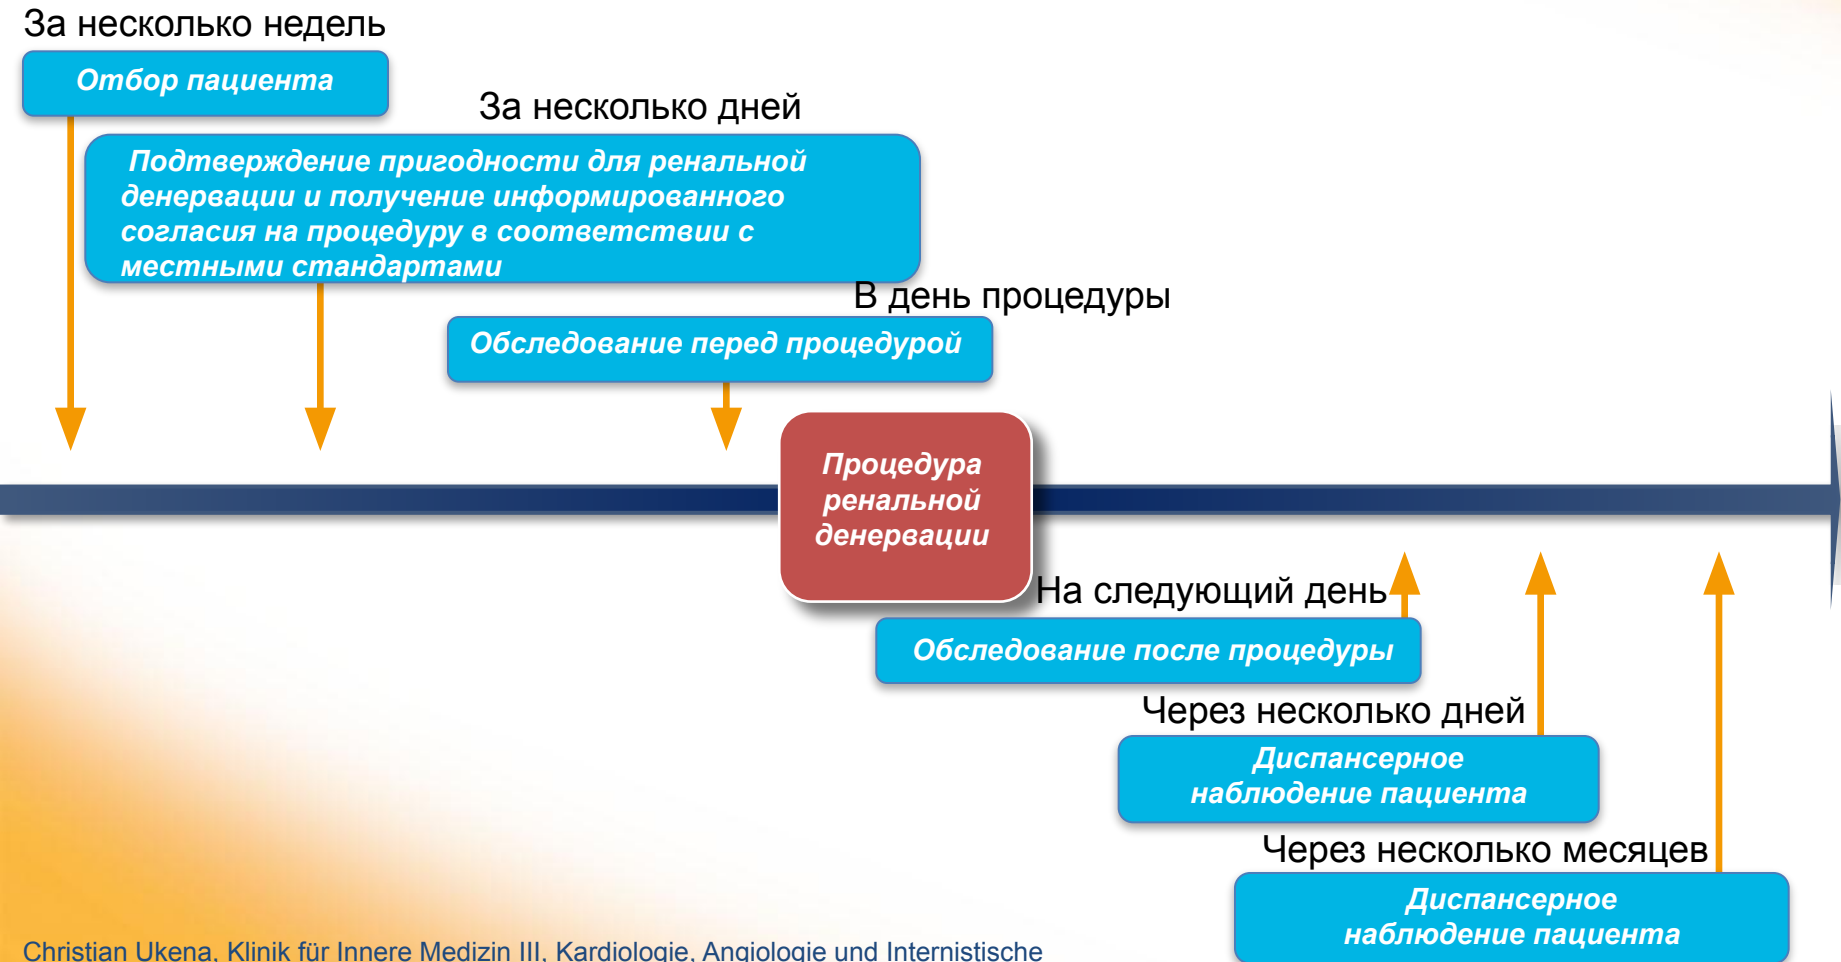 За несколько недель
Отбор пациента
За несколько дней
Подтверждение пригодности для ренальной
денервации и получение информированного
согласия на процедуру в соответствии с
местными стандартами
В день процедуры
Обследование перед процедурой
Процедура
ренальной
денервации
На следующий день
Обследование после процедуры
Через несколько дней
Диспансерное
наблюдение пациента
Через несколько месяцев
Диспансерное
наблюдение пациента
Christian Ukena, Klinik für Innere Medizin III, Kardiologie, Angiologie und Internistische